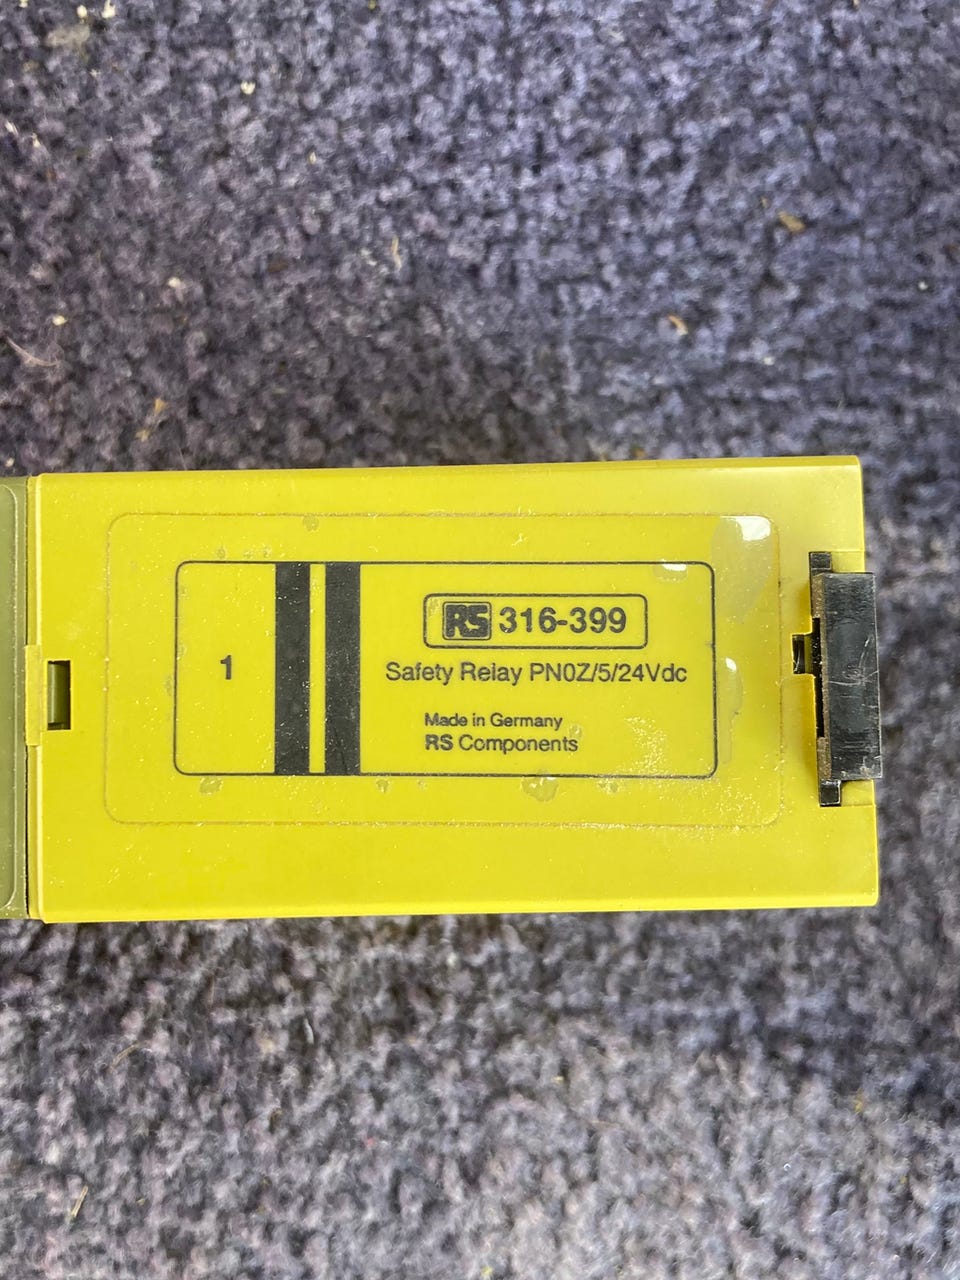 1
RS 316-399
Safety Relay PN0Z/5/24Vdc
Made in Germany
RS Components